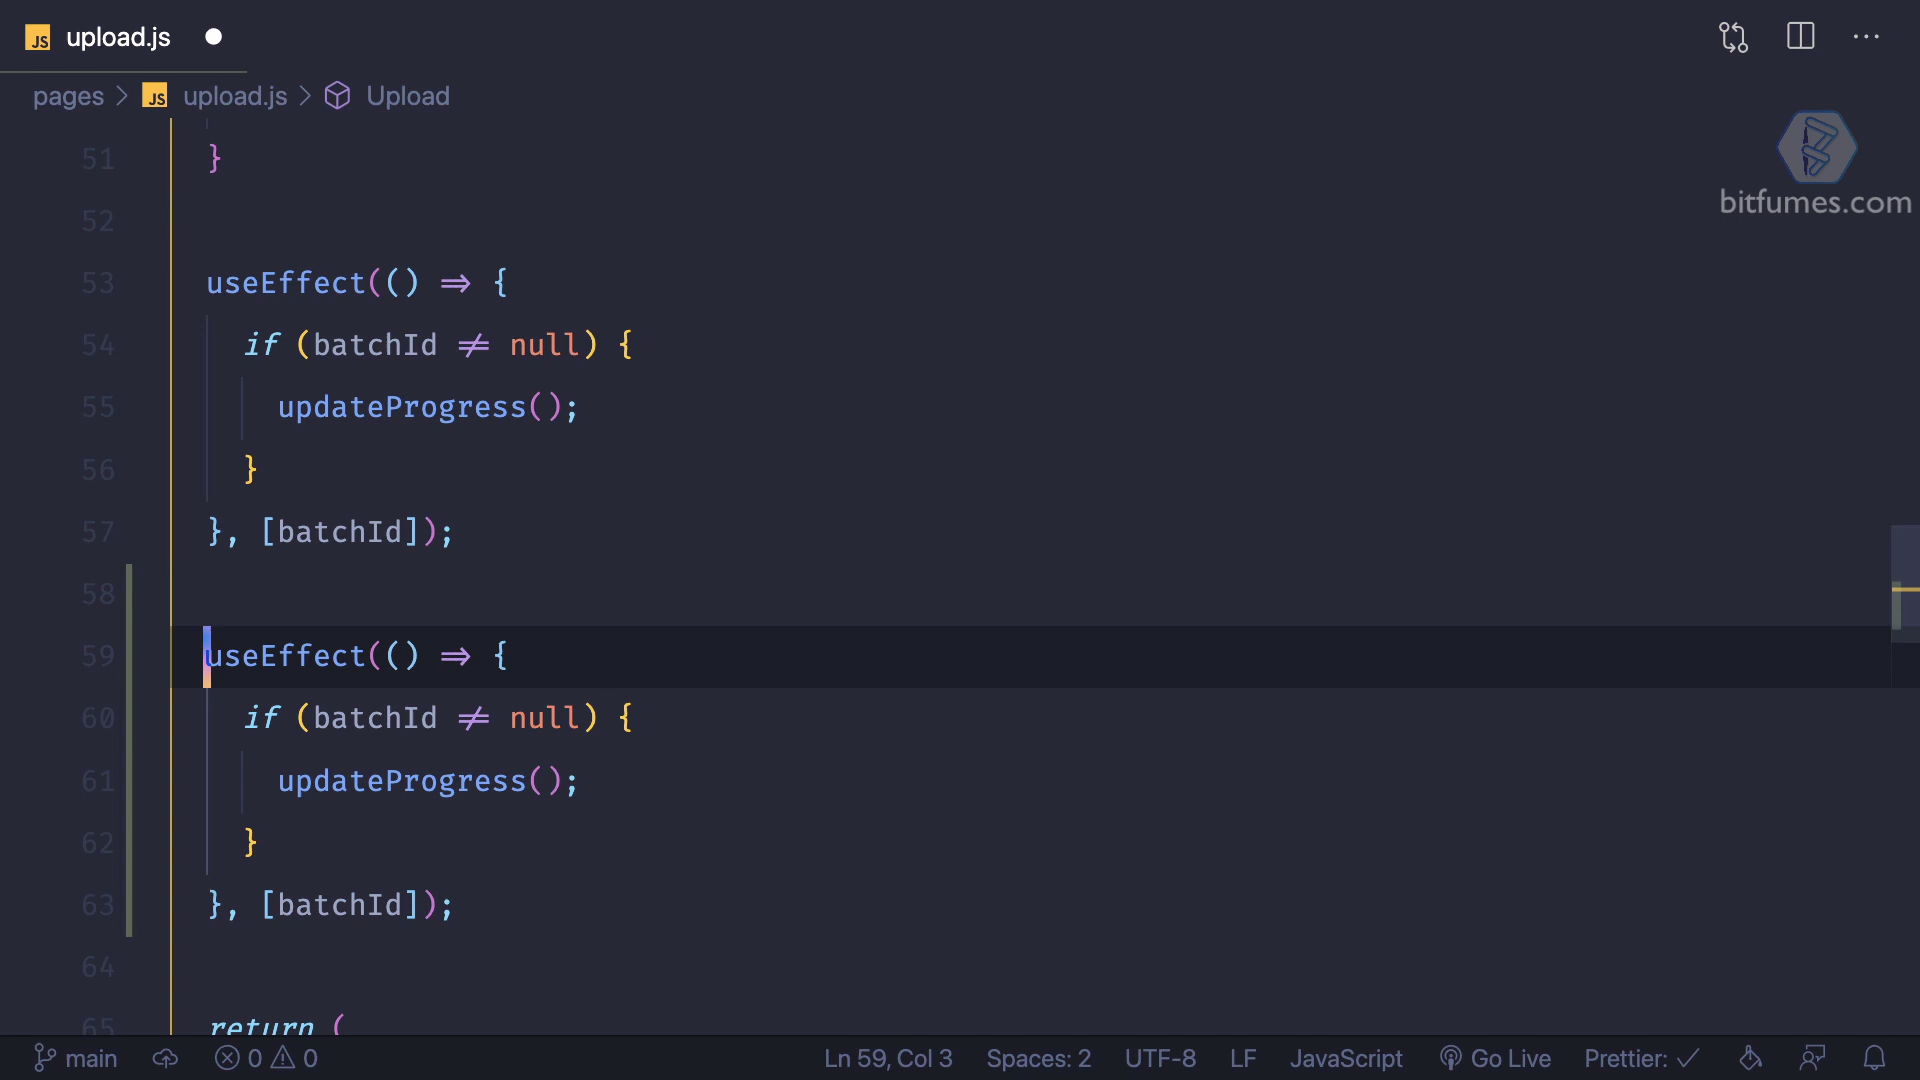 JS upload.js
pages > JS upload.js > Upload
bitfumes.com
51 }
52
53 useEffect(() => {
54 if (batchId != null) {
55 updateProgress();
56 }
57 }, [batchId]);
58
59 useEffect(() => {
60 if (batchId != null) {
61 updateProgress();
62 }
63 }, [batchId]);
64
65 return (
main 0 0 Ln 59, Col 3 Spaces: 2 UTF-8 LF JavaScript Go Live Prettier: ✓